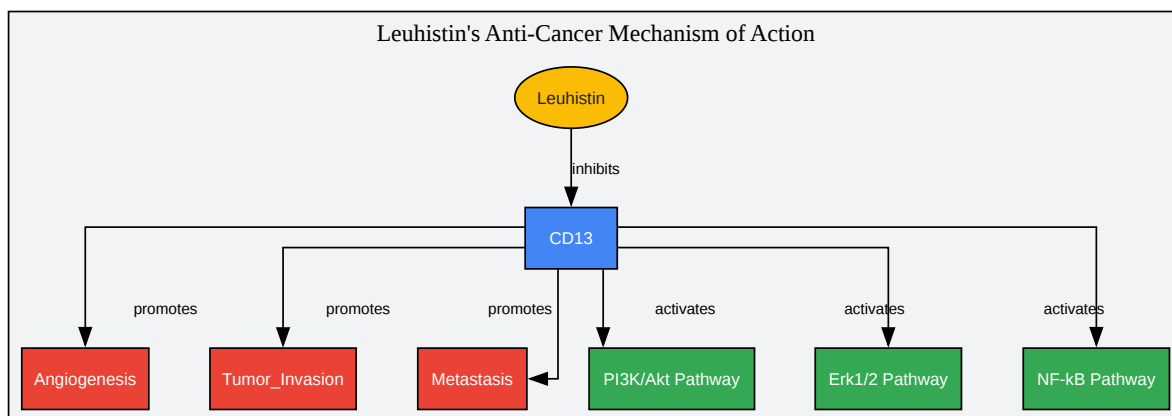 Leuhistin's Anti-Cancer Mechanism of Action
Leuhistin
inhibits
CD13
promotes
promotes
promotes
activates
activates
activates
Angiogenesis
Tumor_Invasion
Metastasis
PI3K/Akt Pathway
Erk1/2 Pathway
NF-kB Pathway